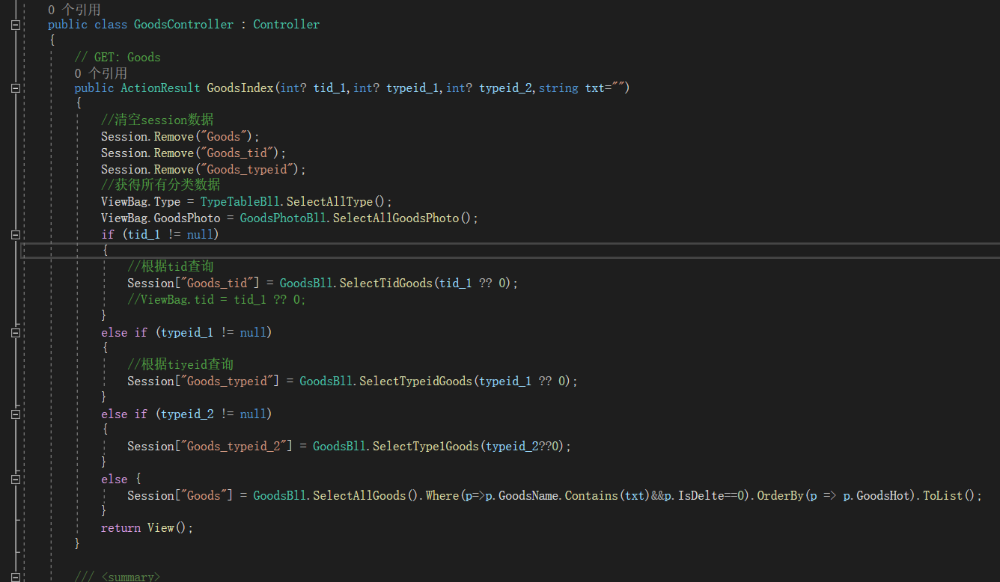 0 个引用
public class GoodsController : Controller
{
// GET: Goods
0 个引用
public ActionResult GoodsIndex(int? tid_1,int? typeid_1,int? typeid_2,string txt="")
{
//清空session数据
Session.Remove("Goods");
Session.Remove("Goods_tid");
Session.Remove("Goods_typeid");
//获得所有分类数据
ViewBag.Type = TypeTableBll.SelectAllType();
ViewBag.GoodsPhoto = GoodsPhotoBll.SelectAllGoodsPhoto();
if (tid_1 != null)
{
//根据tid查询
Session["Goods_tid"] = GoodsBll.SelectTidGoods(tid_1 ?? 0);
//ViewBag.tid = tid_1 ?? 0;
}
else if (typeid_1 != null)
{
//根据tiyeid查询
Session["Goods_typeid"] = GoodsBll.SelectTypeidGoods(typeid_1 ?? 0);
}
else if (typeid_2 != null)
{
Session["Goods_typeid_2"] = GoodsBll.SelectType1Goods(typeid_2??0);
}
else {
Session["Goods"] = GoodsBll.SelectAllGoods().Where(p=>p.GoodsName.Contains(txt)&&p.IsDelte==0).OrderBy(p => p.GoodsHot).ToList();
}
return View();
}
/// <summary>